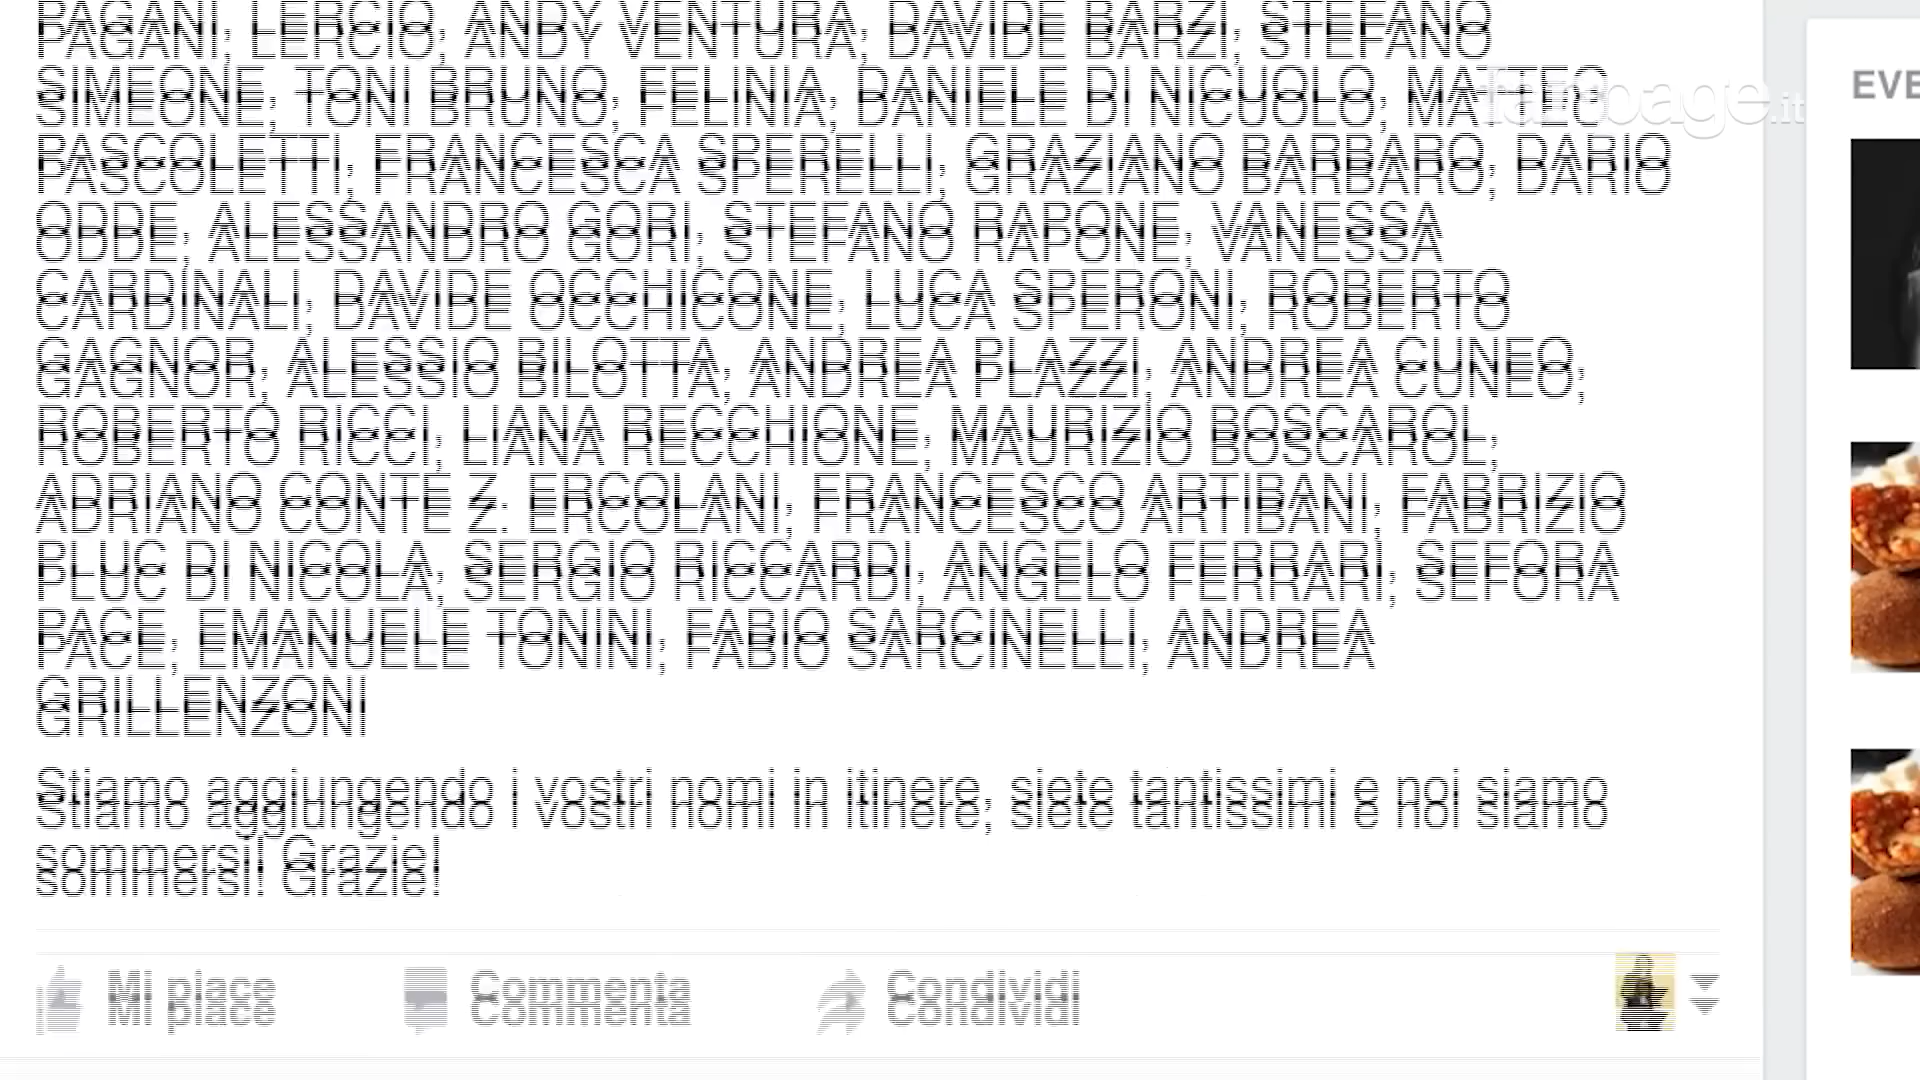 PAGANI, LERCIO, ANDY VENTURA, DAVIDE BARZI, STEFANO
SIMEONE, TONI BRUNO, FELINIA, DANIELE DI NICUOLO, MATTEO
PASCOLETTI, FRANCESCA SPERELLI, GRAZIANO BARBARO, DARIO
ODDE, ALESSANDRO GORI, STEFANO RAPONE, VANESSA
CARDINALI, DAVIDE OCCHICONE, LUCA SPERONI, ROBERTO
GAGNOR, ALESSIO BILOTTA, ANDREA PLAZZI, ANDREA CUNEO,
ROBERTO RICCI, LIANA RECCHIONE, MAURIZIO BOSCAROL,
ADRIANO CONTE Z. ERCOLANI, FRANCESCO ARTIBANI, FABRIZIO
PLUC DI NICOLA, SERGIO RICCARDI, ANGELO FERRARI, SEFORA
PACE, EMANUELE TONINI, FABIO SARCINELLI, ANDREA
GRILLENZONI
Stiamo aggiungendo i vostri nomi in itinere, siete tantissimi e noi siamo
sommersi! Grazie!
Mi piace Commenta Condividi
fanpage.it
EVE